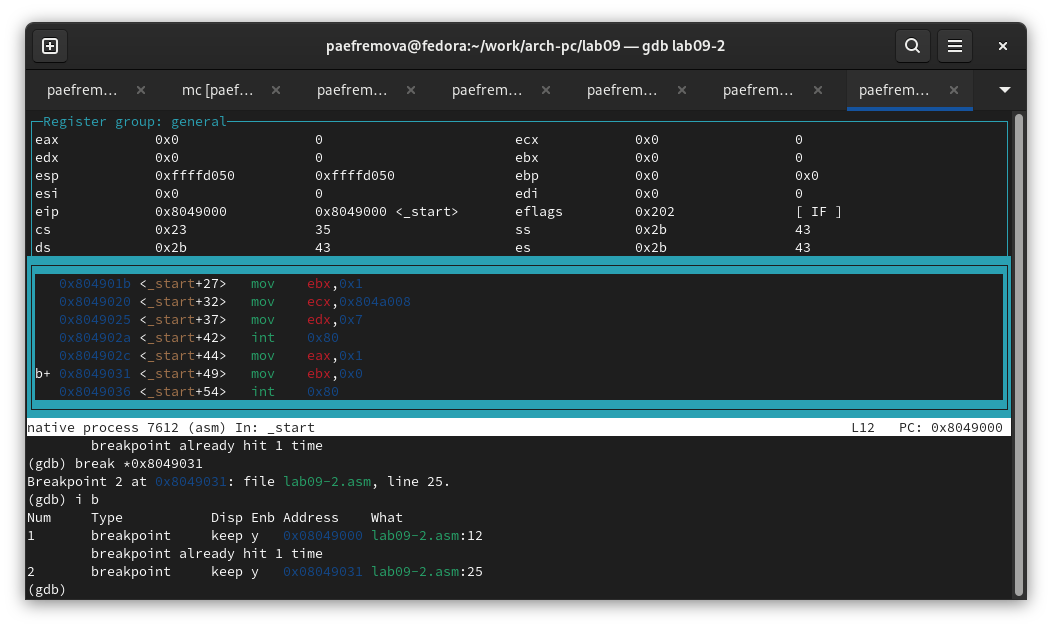 paefremova@fedora:~/work/arch-pc/lab09 — gdb lab09-2
paefrem… mc [paef… paefrem… paefrem… paefrem… paefrem… paefrem…
Register group: general
eax 0x0 0 ecx 0x0 0
edx 0x0 0 ebx 0x0 0
esp 0xffffd050 0xffffd050 ebp 0x0 0x0
esi 0x0 0 edi 0x0 0
eip 0x8049000 0x8049000 <_start> eflags 0x202 [ IF ]
cs 0x23 35 ss 0x2b 43
ds 0x2b 43 es 0x2b 43
0x804901b <_start+27> mov ebx,0x1
0x8049020 <_start+32> mov ecx,0x804a008
0x8049025 <_start+37> mov edx,0x7
0x804902a <_start+42> int 0x80
0x804902c <_start+44> mov eax,0x1
b+ 0x8049031 <_start+49> mov ebx,0x0
0x8049036 <_start+54> int 0x80
native process 7612 (asm) In: _start L12 PC: 0x8049000
breakpoint already hit 1 time
(gdb) break *0x8049031
Breakpoint 2 at 0x8049031: file lab09-2.asm, line 25.
(gdb) i b
Num Type Disp Enb Address What
1 breakpoint keep y 0x08049000 lab09-2.asm:12
breakpoint already hit 1 time
2 breakpoint keep y 0x08049031 lab09-2.asm:25
(gdb)